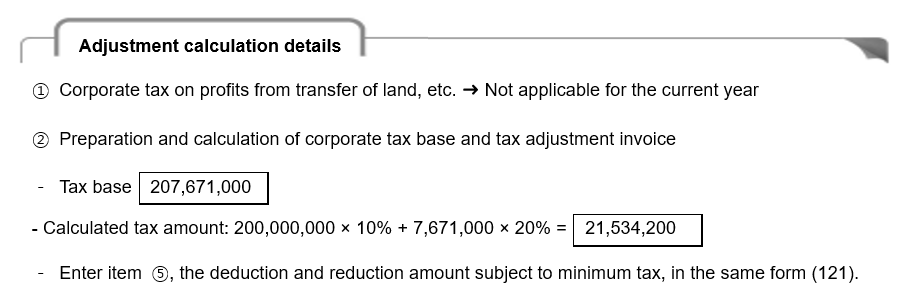 Adjustment calculation details
① Corporate tax on profits from transfer of land, etc. ➔ Not applicable for the current year
② Preparation and calculation of corporate tax base and tax adjustment invoice
- Tax base 207,671,000
- Calculated tax amount: 200,000,000 × 10% + 7,671,000 × 20% = 21,534,200
- Enter item ⑤, the deduction and reduction amount subject to minimum tax, in the same form (121).